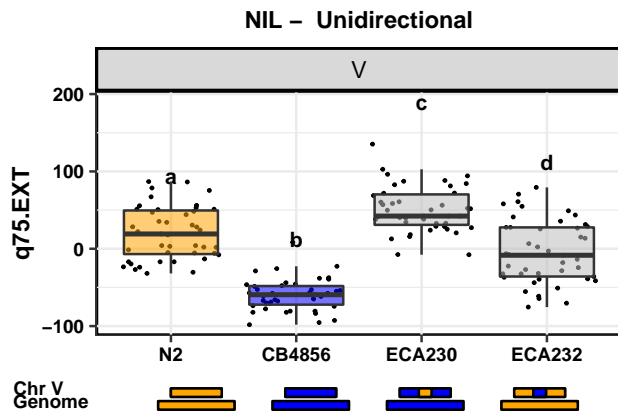 NIL – Unidirectional
V
q75.EXT
200
100
0
−100
a
b
c
d
N2 CB4856 ECA230 ECA232
Chr V
Genome